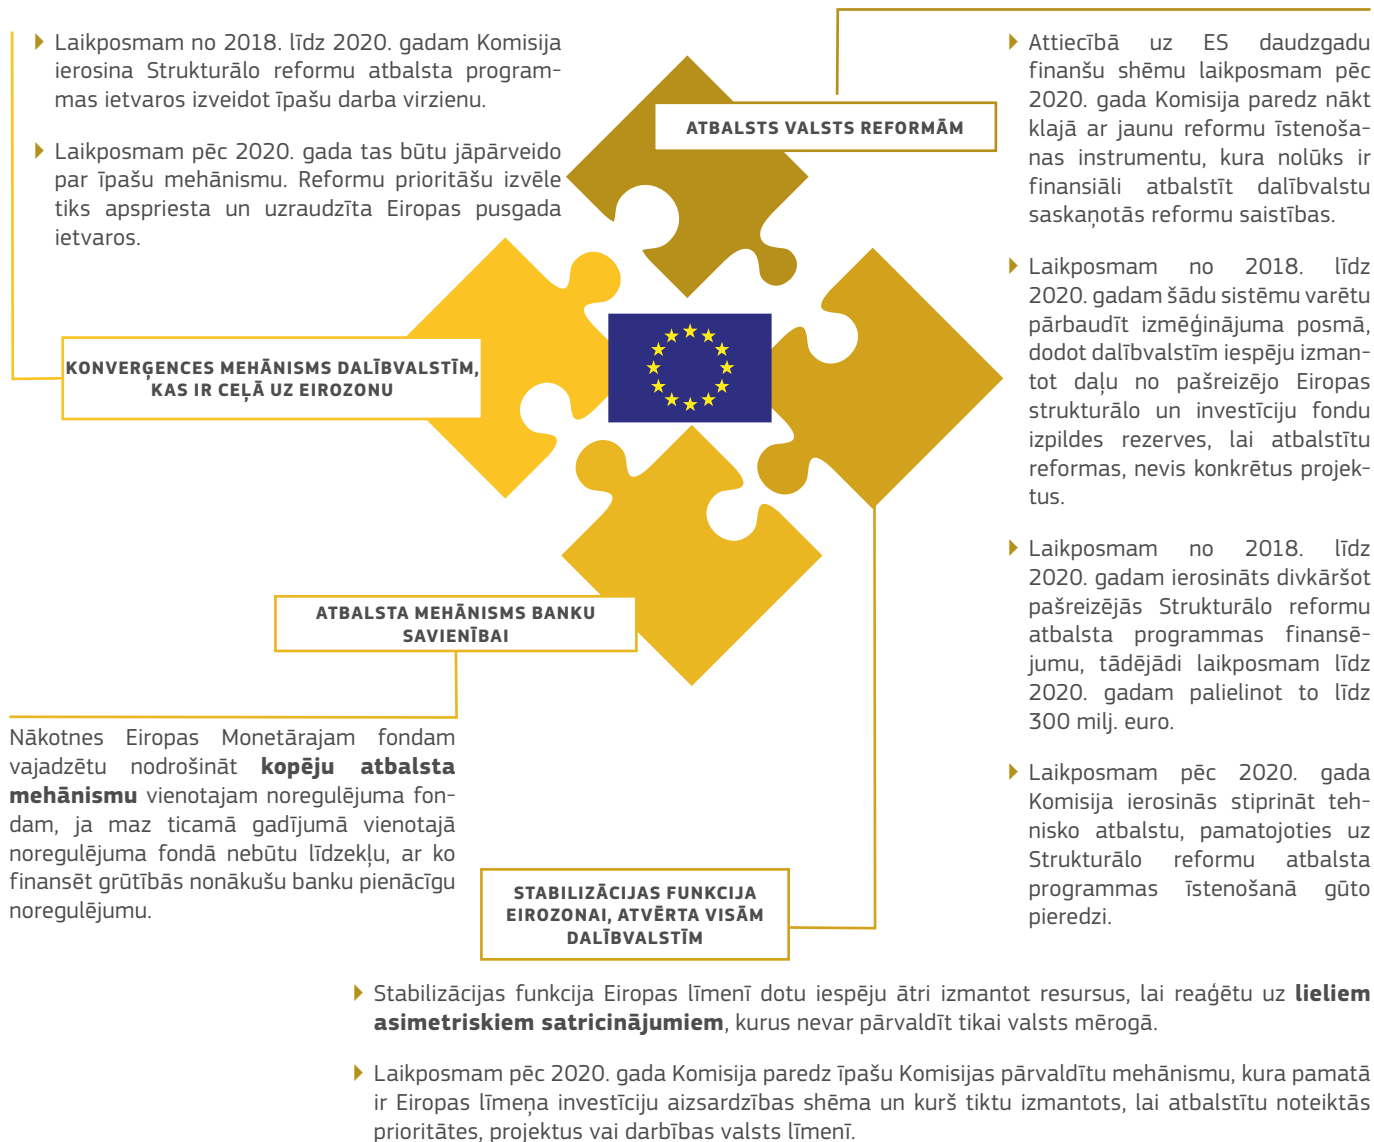 Laikposmam no 2018. līdz 2020. gadam Komisija
ierosina Strukturālo reformu atbalsta program-
mas ietvaros izveidot īpašu darba virzienu.
Laikposmam pēc 2020. gada tas būtu jāpārveido
par īpašu mehānismu. Reformu prioritāšu izvēle
tiks apspriesta un uzraudzīta Eiropas pusgada
ietvaros.
KONVERĢENCES MEHĀNISMS DALĪBVALSTĪM,
KAS IR CEĻĀ UZ EIROZONU
ATBALSTS VALSTS REFORMĀM
Attiecībā uz ES daudzgadu
finanšu shēmu laikposmam pēc
2020. gada Komisija paredz nākt
klajā ar jaunu reformu īstenoša-
nas instrumentu, kura nolūks ir
finansiāli atbalstīt dalībvalstu
saskaņotās reformu saistības.
Laikposmam no 2018. līdz
2020. gadam šādu sistēmu varētu
pārbaudīt izmēģinājuma posmā,
dodot dalībvalstīm iespēju izman-
tot daļu no pašreizējo Eiropas
strukturālo un investīciju fondu
izpildes rezerves, lai atbalstītu
reformas, nevis konkrētus projek-
tus.
Laikposmam no 2018. līdz
2020. gadam ierosināts divkāršot
pašreizējās Strukturālo reformu
atbalsta programmas finansē-
jumu, tādējādi laikposmam līdz
2020. gadam palielinot to līdz
300 milj. euro.
Laikposmam pēc 2020. gada
Komisija ierosinās stiprināt teh-
nisko atbalstu, pamatojoties uz
Strukturālo reformu atbalsta
programmas īstenošanā gūto
pieredzi.
ATBALSTA MEHĀNISMS BANKU
SAVIENĪBAI
Nākotnes Eiropas Monetārajam fondam
vajadzētu nodrošināt kopēju atbalsta
mehānismu vienotajam noregulējuma fon-
dam, ja maz ticamā gadījumā vienotajā
noregulējuma fondā nebūtu līdzekļu, ar ko
finansēt grūtībās nonākušu banku pienācīgu
noregulējumu.
STABILIZĀCIJAS FUNKCIJA
EIROZONAI, ATVĒRTA VISĀM
DALĪBVALSTĪM
Stabilizācijas funkcija Eiropas līmenī dotu iespēju ātri izmantot resursus, lai reaģētu uz lieliem
asimetriskiem satricinājumiem, kurus nevar pārvaldīt tikai valsts mērogā.
Laikposmam pēc 2020. gada Komisija paredz īpašu Komisijas pārvaldītu mehānismu, kura pamatā
ir Eiropas līmeņa investīciju aizsardzības shēma un kurš tiktu izmantots, lai atbalstītu noteiktās
prioritātes, projektus vai darbības valsts līmenī.